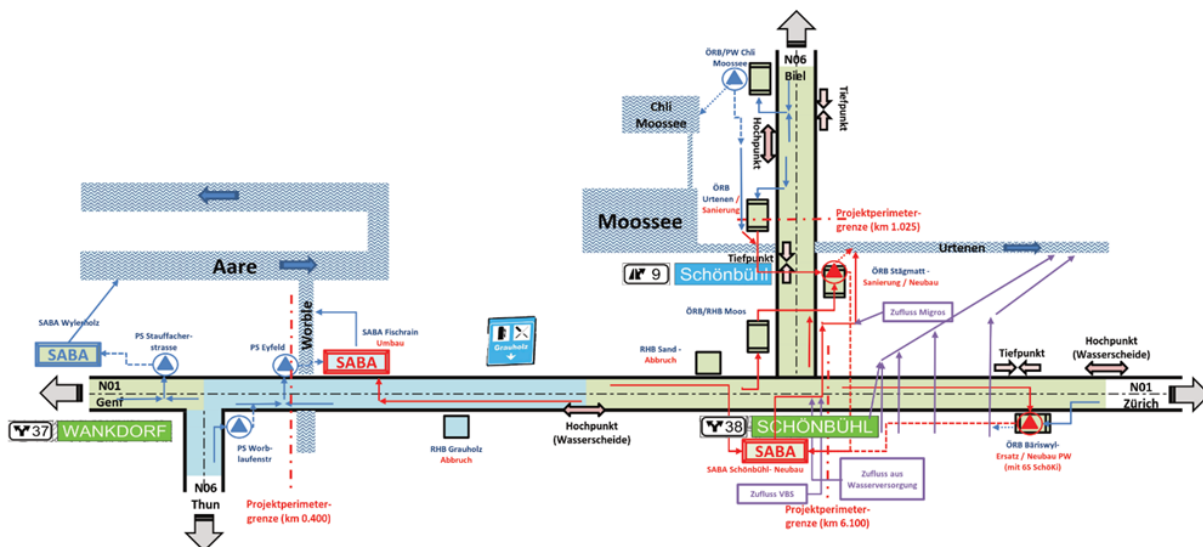 ÖRB/PW Chli
Moossee
N06
Biel
Tiefpunkt
Chli
Moossee
Hochpunkt
ÖRB
Urtenen /
Sanierung
Moossee
Projektperimeter-
grenze (km 1.025)
Urtenen
Tiefpunkt
9
Schönbühl
ÖRB Stägmatt -
Sanierung / Neubau
Aare
Worble
ÖRB/RHB Moos
Zufluss Migros
SABA Wylerholz
SABA
PS Stauffacher-
strasse
PS Eyfeld
SABA Fischrain
Umbau
SABA
Grauholz
RHB Sand -
Abbruch
Tiefpunkt
Hochpunkt
(Wasserscheide)
N01
Genf
N01
Zürich
37
WANKDORF
PS Worb-
laufenstr
RHB Grauholz
Abbruch
Hochpunkt
(Wasserscheide)
38
SCHÖNBÜHL
SABA
SABA Schönbühl- Neubau
ÖRB Bäriswyl-
Ersatz / Neubau PW
(mit 6S SchöKi)
Zufluss aus
Wasserversorgung
Zufluss VBS
N06
Thun
Projektperimeter-
grenze (km 0.400)
Projektperimeter-
grenze (km 6.100)